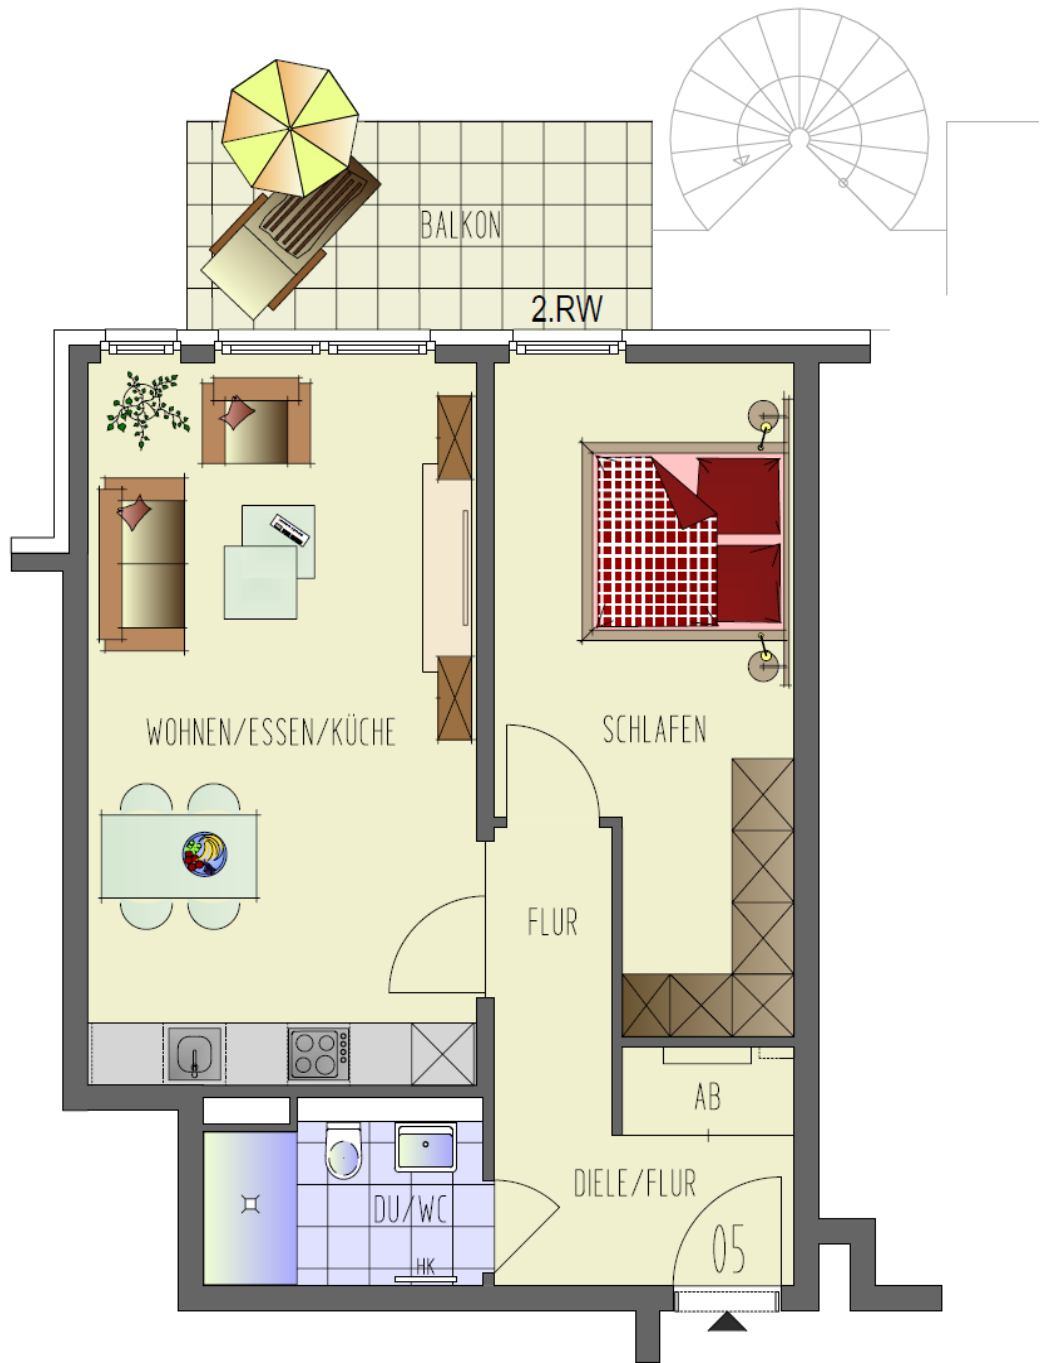 BALKON
2.RW
WOHNEN/ESSEN/KÜCHE
SCHLAFEN
FLUR
AB
DIELE/FLUR
DU/WC
05
HK